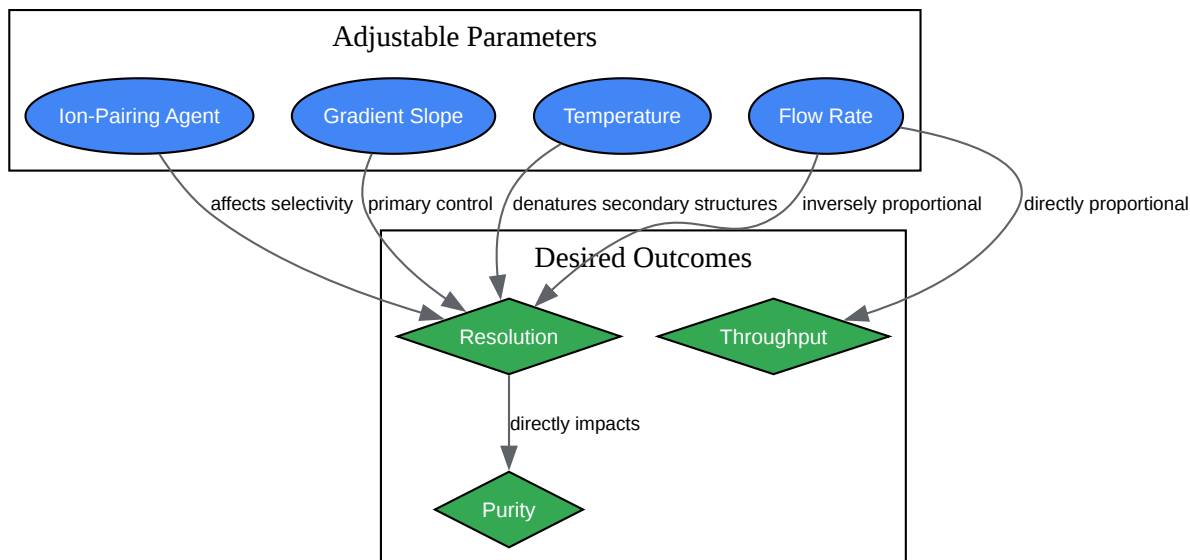 Adjustable Parameters
Ion-Pairing Agent
Gradient Slope
Temperature
Flow Rate
affects selectivity
primary control
denatures secondary structures
inversely proportional
directly proportional
Desired Outcomes
Resolution
Throughput
directly impacts
Purity